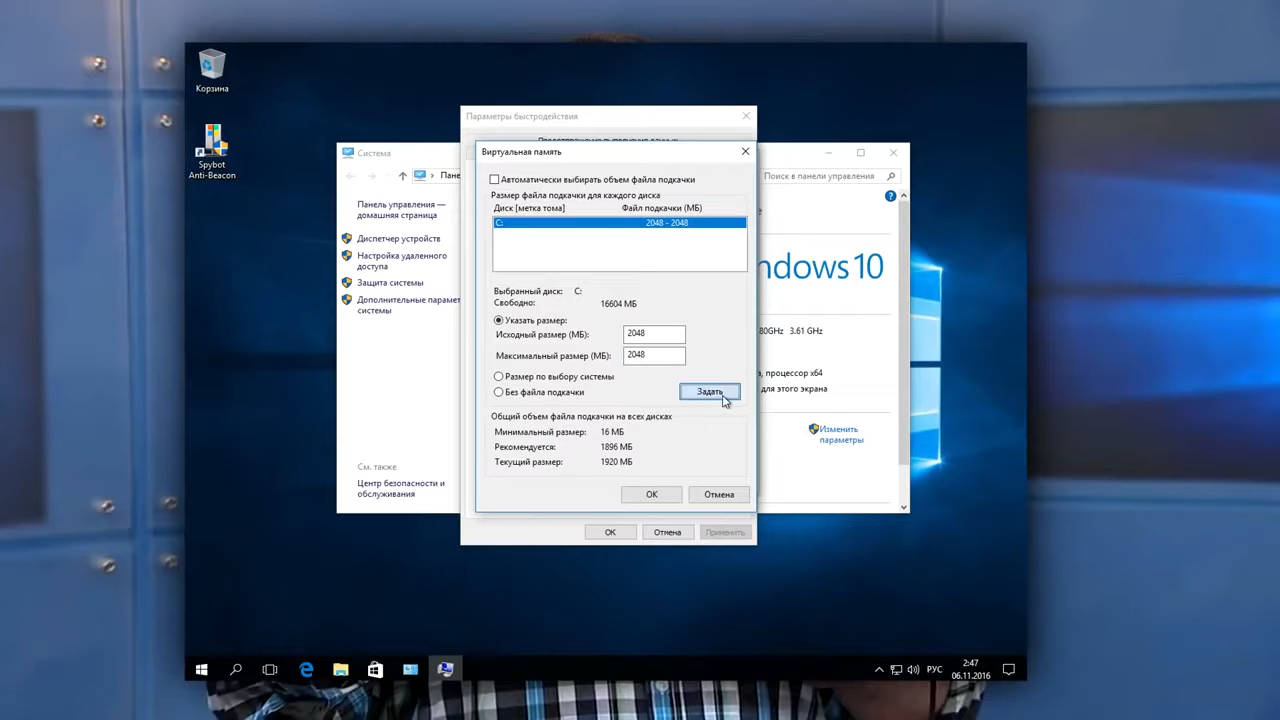 Корзина
Spybot
Anti-Beacon
Параметры быстродействия
Виртуальная память
Автоматически выбирать объем файла подкачки
Размер файла подкачки для каждого диска
Диск [метка тома]
Файл подкачки (МБ)
C:
2048 - 2048
Выбранный диск: C:
Свободно: 16604 МБ
Указать размер:
Исходный размер (МБ): 2048
Максимальный размер (МБ): 2048
Размер по выбору системы
Без файла подкачки
Задать
Общий объем файла подкачки на всех дисках
Минимальный размер: 16 МБ
Рекомендуется: 1896 МБ
Текущий размер: 1920 МБ
ОК
Отмена
ОК
Отмена
Применить
Система
Пане
Поиск в панели управления
Панель управления —
домашняя страница
Диспетчер устройств
Настройка удаленного
доступа
Защита системы
Дополнительные парамет
системы
См. также
Центр безопасности и
обслуживания
ndows 10
80GHz 3.61 GHz
а, процессор x64
для этого экрана
Изменить
параметры
РУС
2:47
06.11.2016